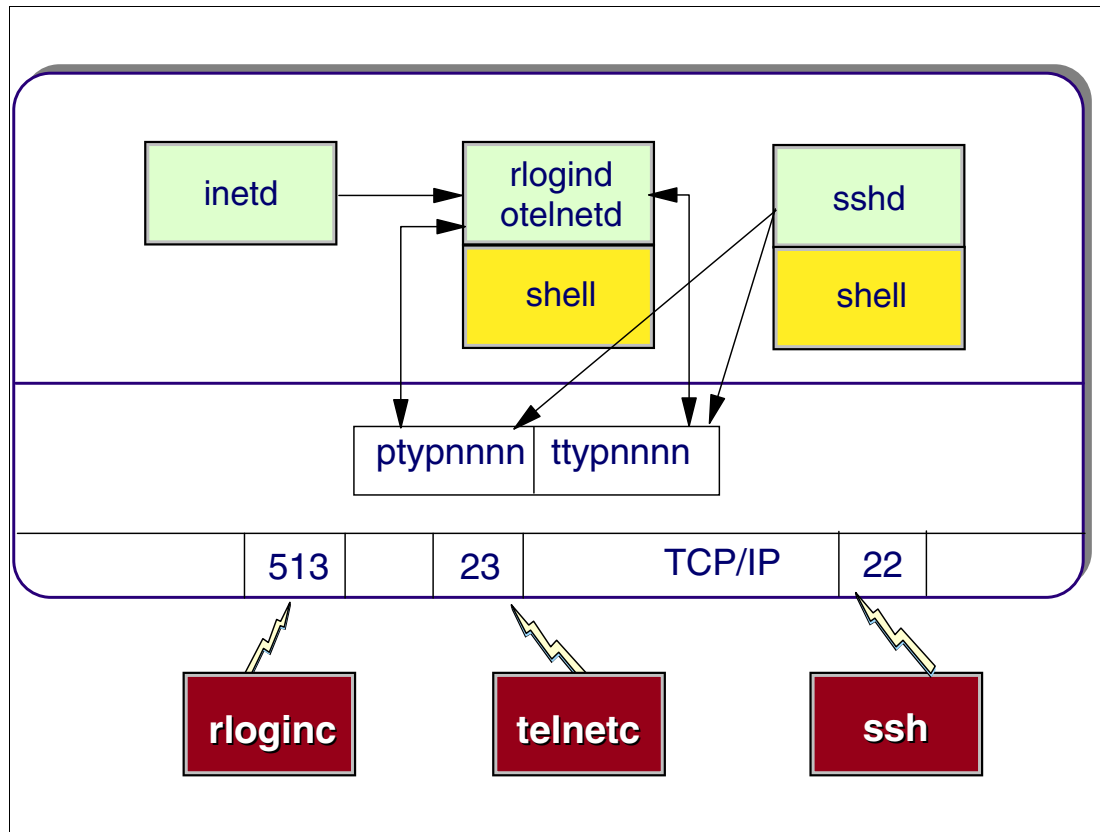 inetd
rlogind
otelnetd
sshd
shell
shell
ptypnnnn
ttypnnnn
513
23
TCP/IP
22
rloginc
telnetc
ssh